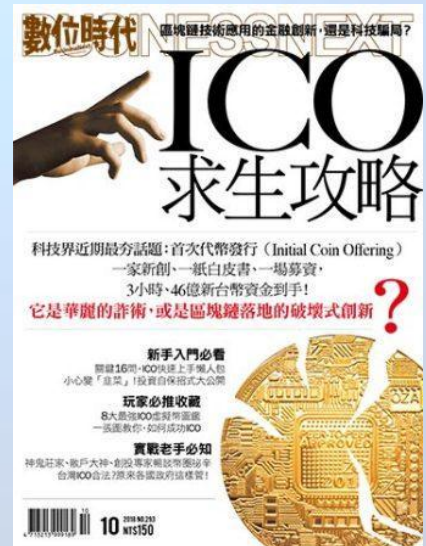 數位時代
BUSINESSNEXT
區塊鏈技術應用的金融創新,還是科技騙局?
ICO
求生攻略
科技界近期最夯話題:首次代幣發行(Initial Coin Offering)
一家新創、一紙白皮書、一場募資,
3小時、46億新台幣資金到手!
它是華麗的詐術,或是區塊鏈落地的破壞式創新?
新手入門必看
關鍵16問,ICO快速上手懶人包
小心變「韭菜」!投資自保招式大公開
玩家必推收藏
8大最強ICO虛擬幣圖鑑
一張圖教你,如何成功ICO
實戰老手必知
神鬼莊家、散戶大神、創投專家暢談幣圈秘辛
台灣ICO合法?原來各國政府這樣管!
10
2018 NO.293
NT$150